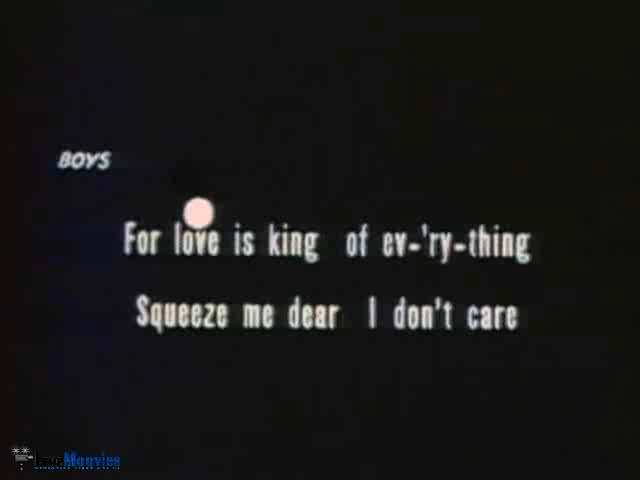 BOYS
For love is king of ev-'ry-thing
Squeeze me dear I don't care